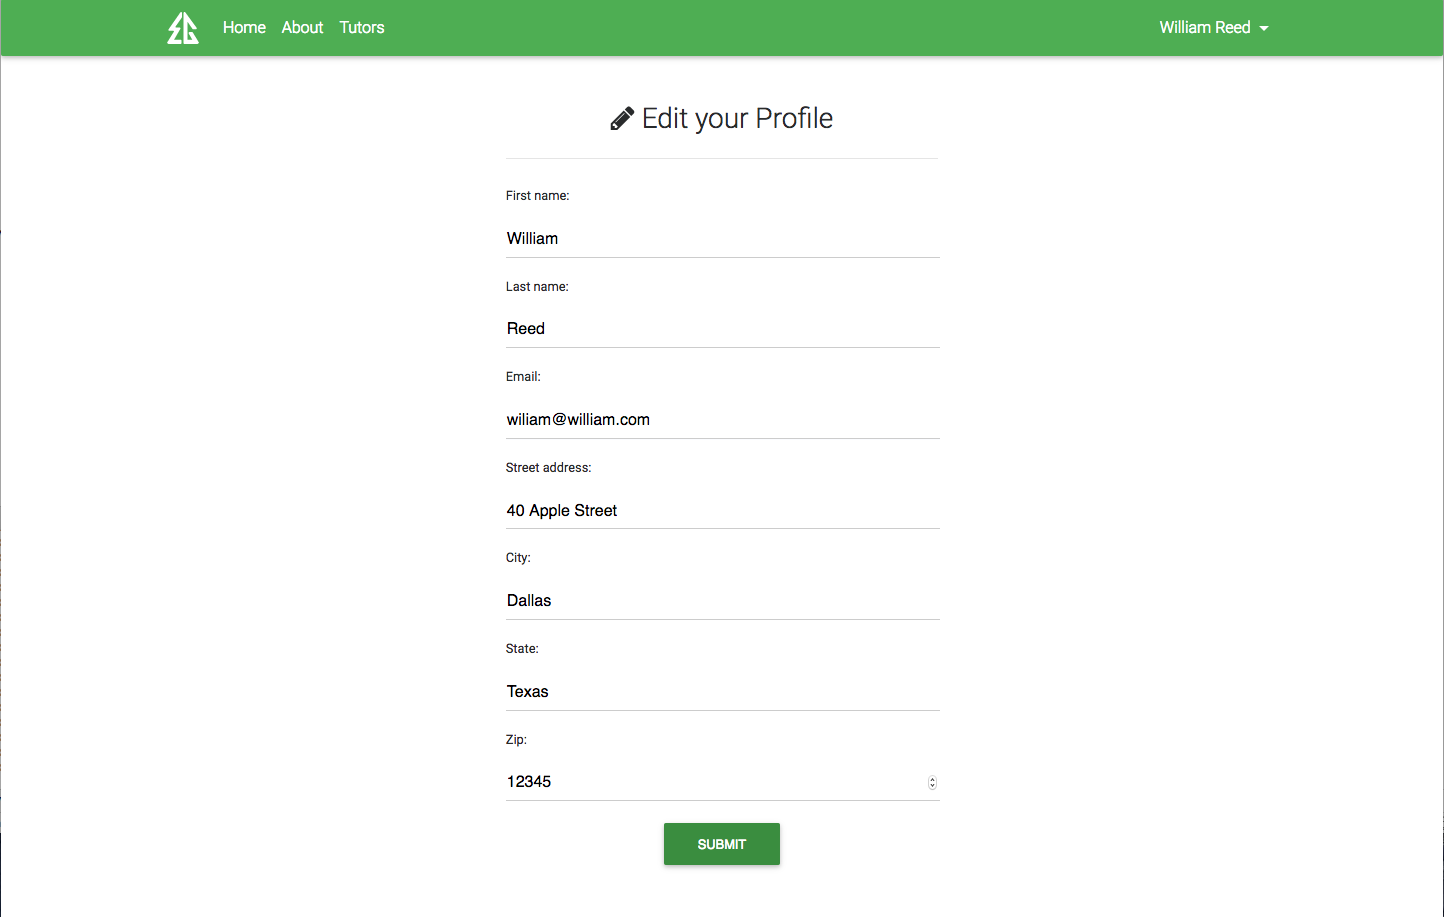 Home About Tutors William Reed
Edit your Profile
First name:
William
Last name:
Reed
Email:
wiliam@william.com
Street address:
40 Apple Street
City:
Dallas
State:
Texas
Zip:
12345
SUBMIT